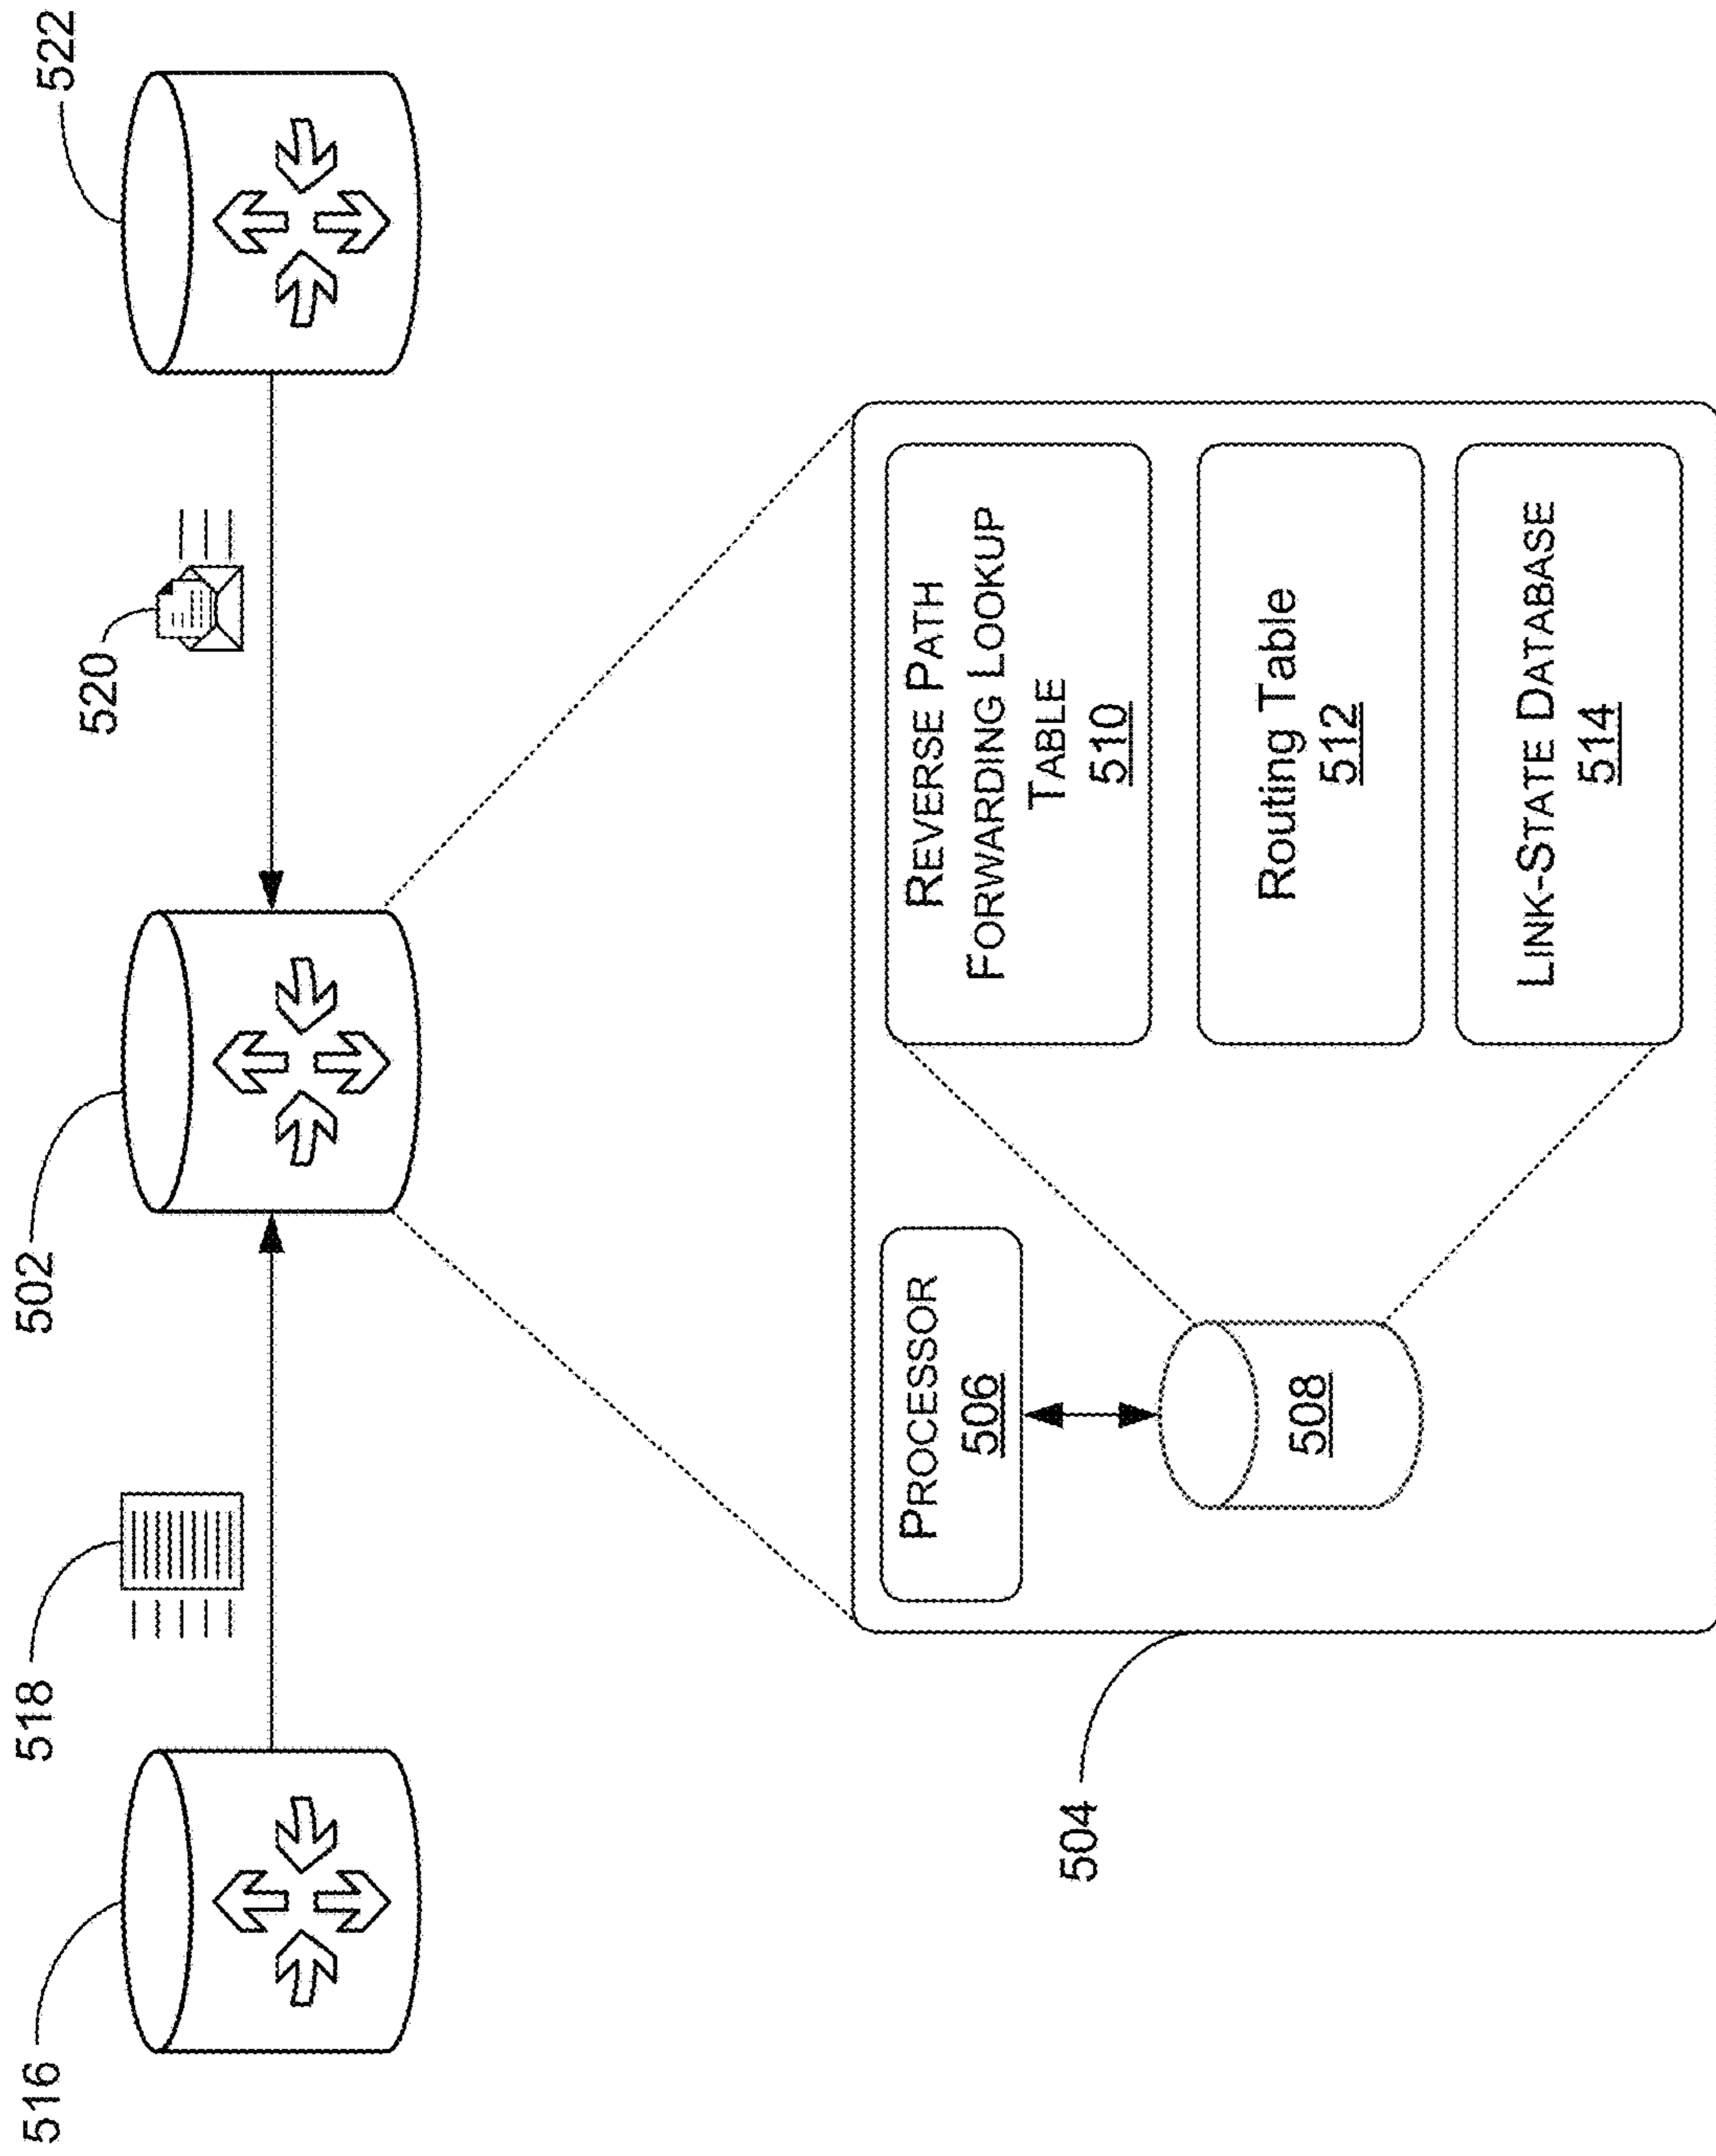 516
518
502
520
522
504
PROCESSOR
506
508
REVERSE PATH
FORWARDING LOOKUP
TABLE
510
Routing Table
512
LINK-STATE DATABASE
514